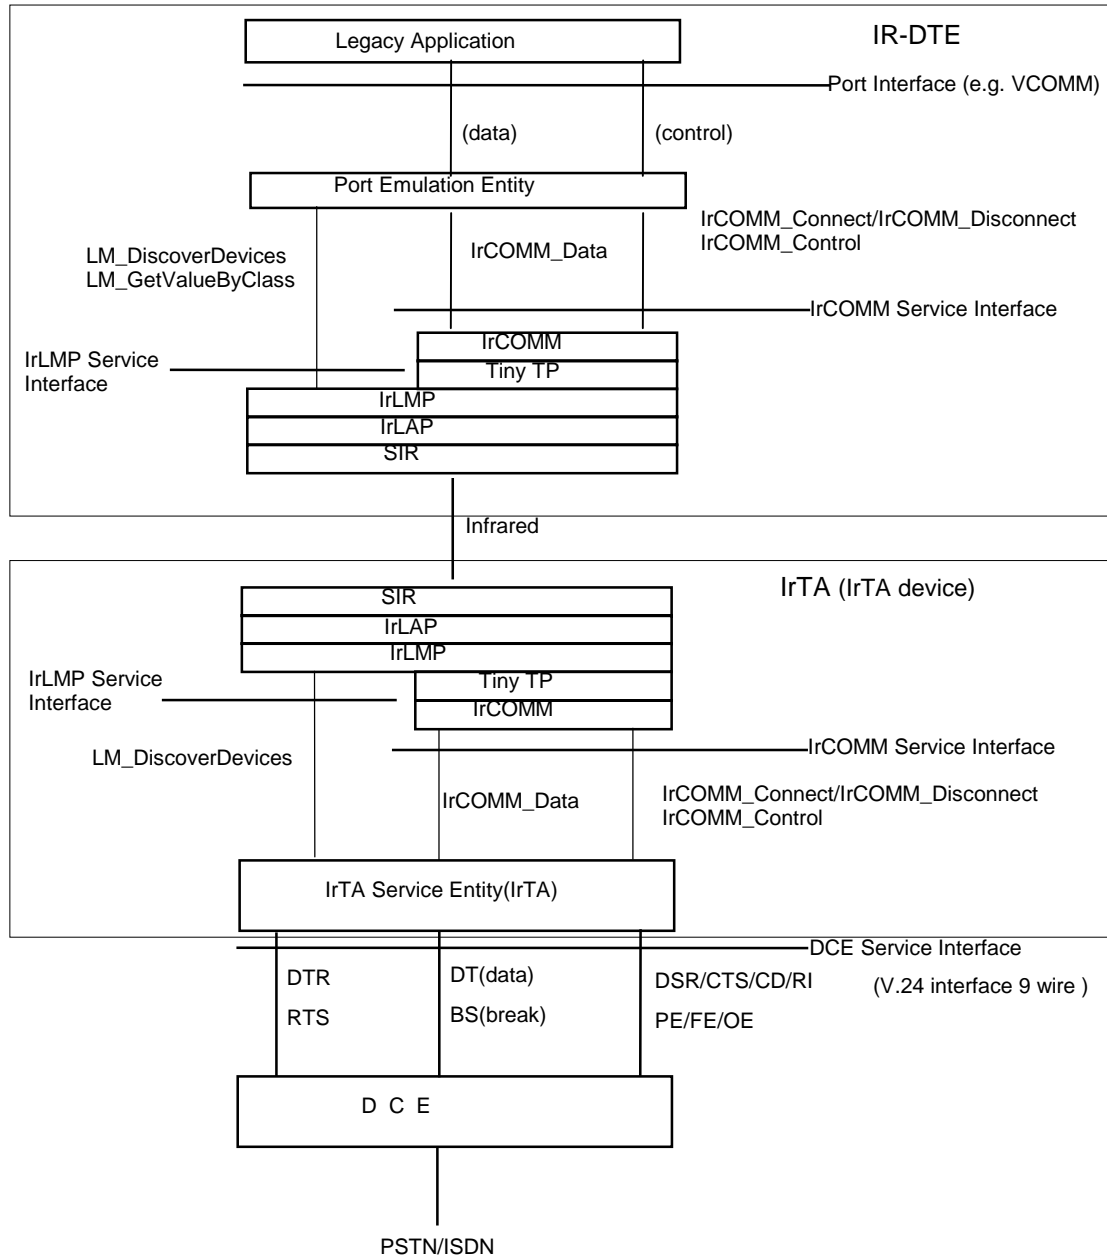 Legacy Application
IR-DTE
Port Interface (e.g. VCOMM)
(data)
(control)
Port Emulation Entity
IrCOMM_Connect/IrCOMM_Disconnect
IrCOMM_Control
LM_DiscoverDevices
LM_GetValueByClass
IrCOMM_Data
IrCOMM Service Interface
IrCOMM
IrLMP Service
Interface
Tiny TP
IrLMP
IrLAP
SIR
Infrared
SIR
IrTA (IrTA device)
IrLAP
IrLMP
IrLMP Service
Interface
Tiny TP
IrCOMM
LM_DiscoverDevices
IrCOMM Service Interface
IrCOMM_Data
IrCOMM_Connect/IrCOMM_Disconnect
IrCOMM_Control
IrTA Service Entity(IrTA)
DCE Service Interface
DTR
DT(data)
DSR/CTS/CD/RI
(V.24 interface 9 wire )
RTS
BS(break)
PE/FE/OE
D C E
PSTN/ISDN